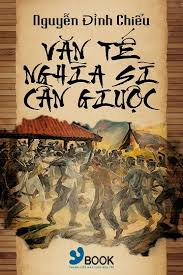 Nguyễn Đình Chiểu
VĂN TẾ
NGHĨA SĨ
CẦN GIUỘC
BOOK